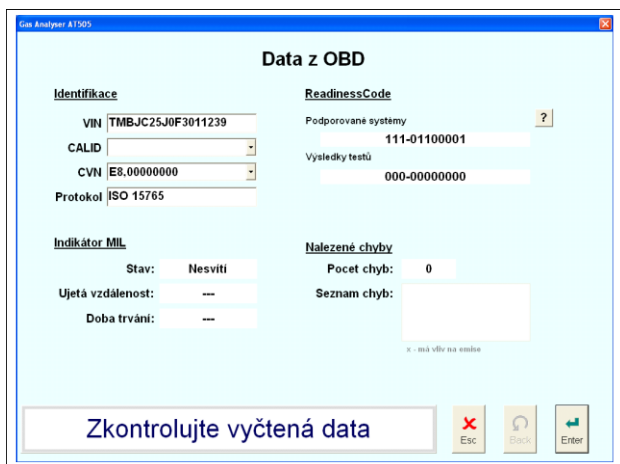 Gas Analyser AT505
Data z OBD
Identifikace
VIN TMBJC25J0F3011239
CALID
CVN E8,00000000
Protokol ISO 15765
ReadinessCode
Podporované systémy
?
111-01100001
Výsledky testů
000-00000000
Indikátor MIL
Stav: Nesvítí
Ujetá vzdálenost: ---
Doba trvání: ---
Nalezené chyby
Pocet chyb: 0
Seznam chyb:
x - má vliv na emise
Zkontrolujte vyčtená data
Esc
Back
Enter